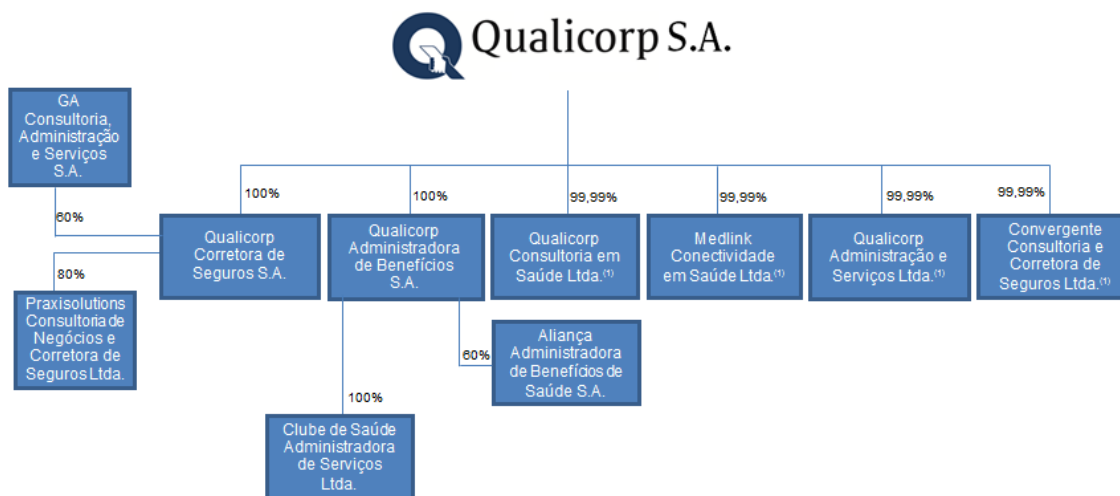 Qualicorp S.A.
GA
Consultoria,
Administração
e Serviços
S.A.
60%
80%
Praxisolutions
Consultoria de
Negócios e
Corretora de
Seguros Ltda.
100%
Qualicorp
Corretora de
Seguros S.A.
100%
Qualicorp
Administradora
de Benefícios
S.A.
99,99%
Qualicorp
Consultoria em
Saúde Ltda.(1)
99,99%
Medlink
Conectividade
em Saúde Ltda.(1)
99,99%
Qualicorp
Administração e
Serviços Ltda.(1)
99,99%
Convergente
Consultoria e
Corretora de
Seguros Ltda.(1)
60%
Aliança
Administradora
de Benefícios de
Saúde S.A.
100%
Clube de Saúde
Administradora
de Serviços
Ltda.